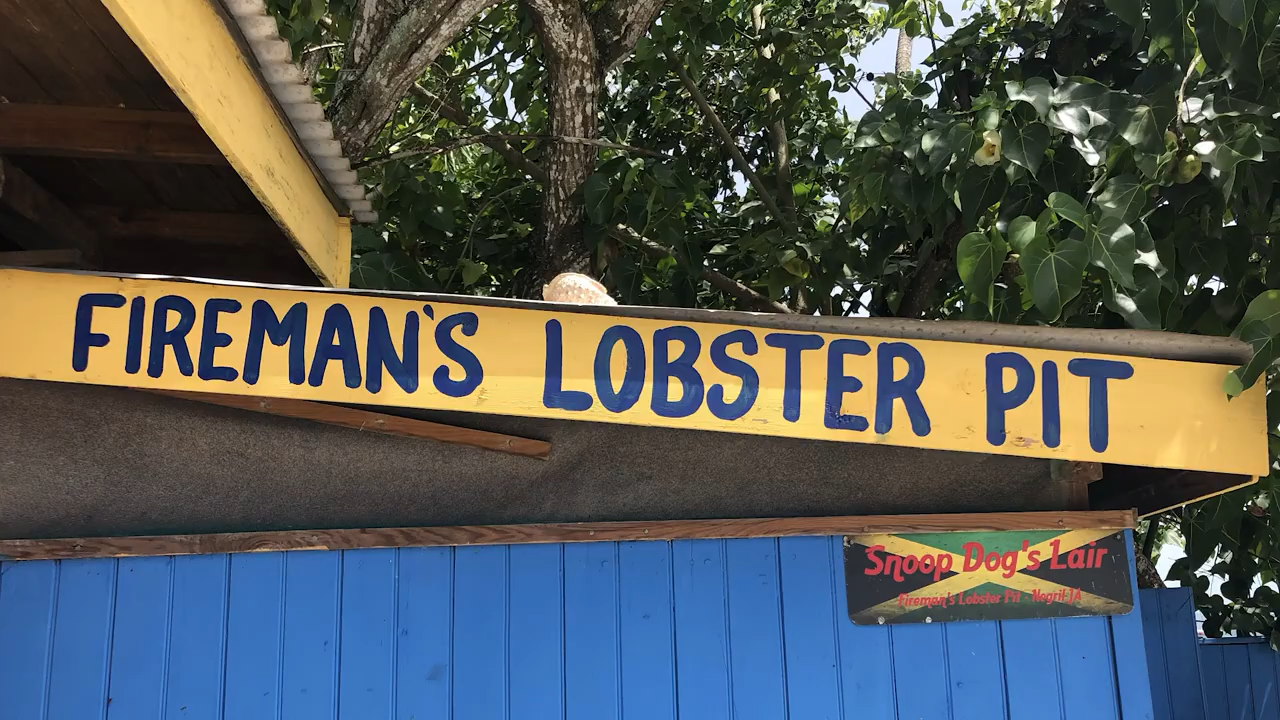 FIREMAN'S LOBSTER PIT
Snoop Dog's Lair
Fireman's Lobster Pit - Negril JA